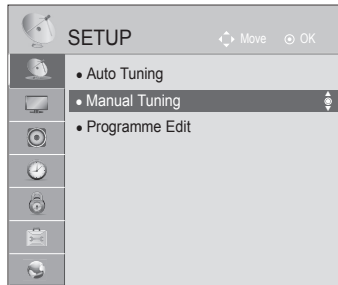 SETUP
Move OK
• Auto Tuning
• Manual Tuning
• Programme Edit